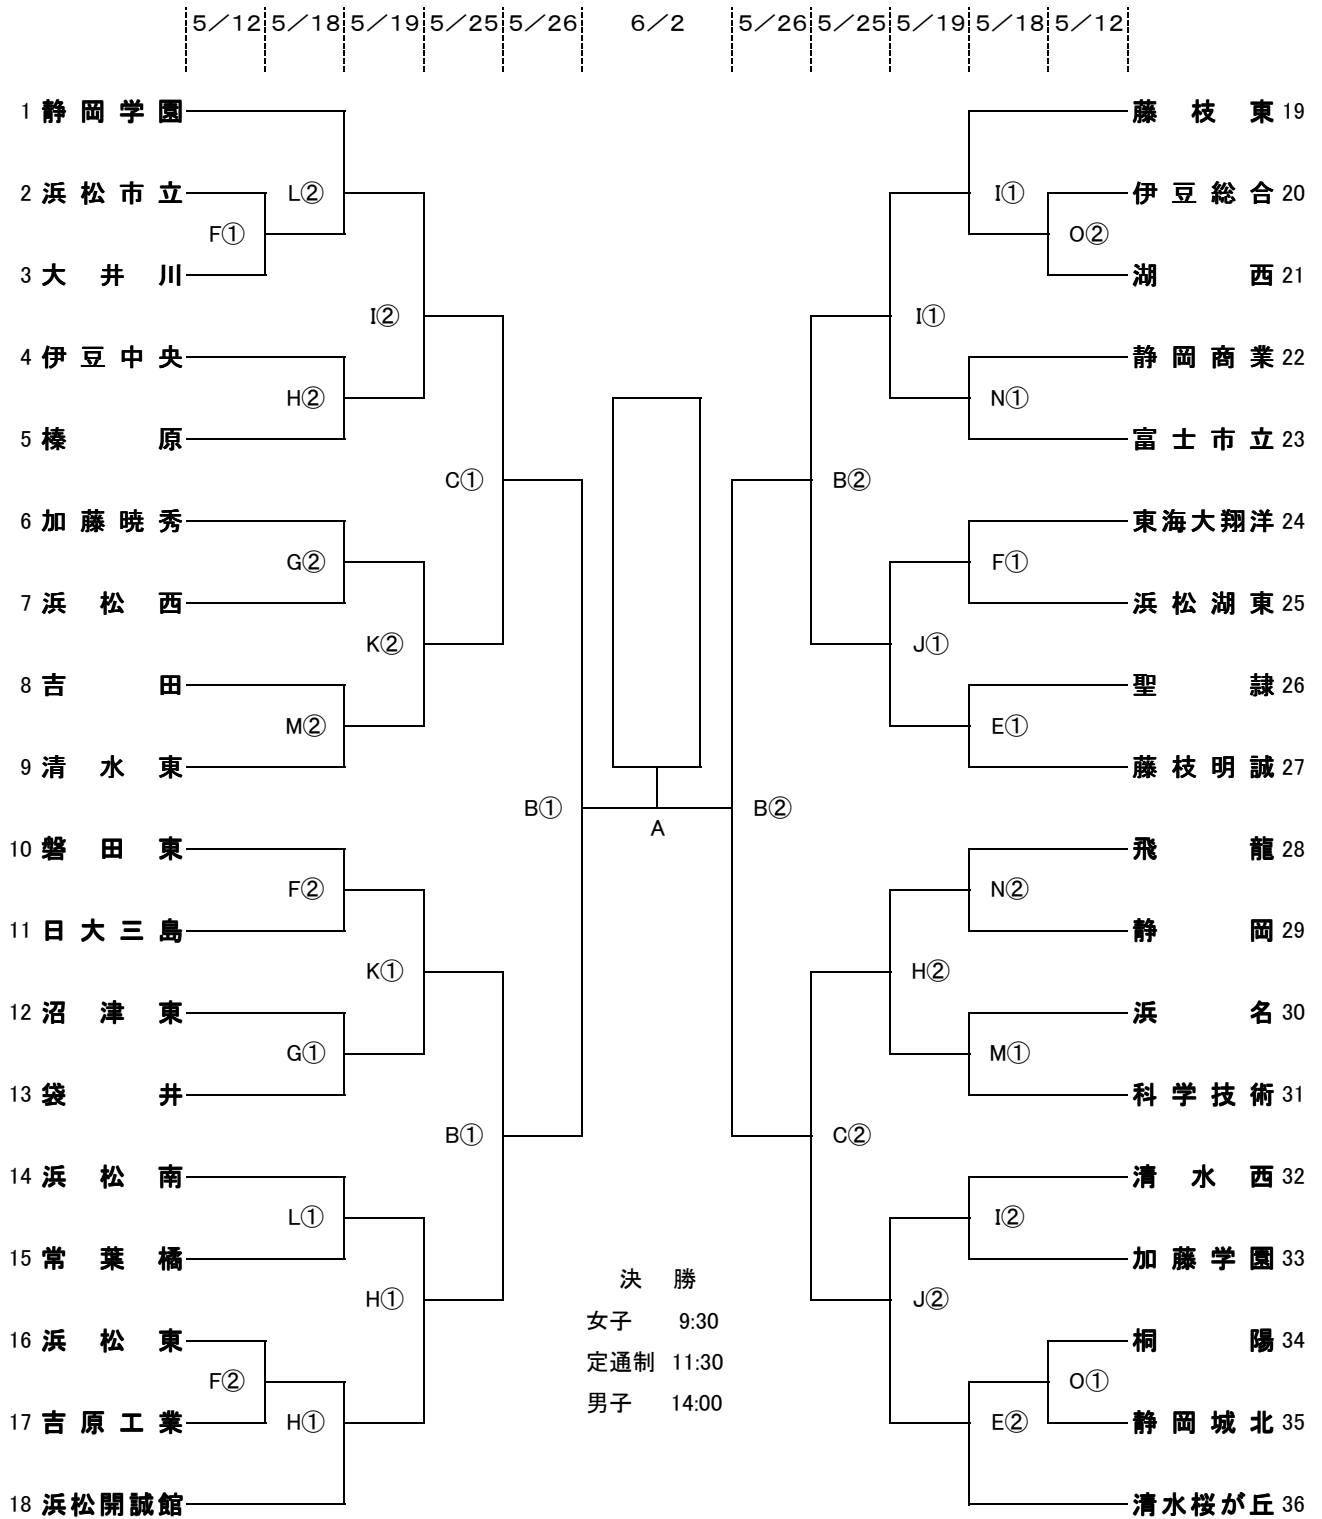 5／12 5／18 5／19 5／25 5／26 6／2 5／26 5／25 5／19 5／18 5／12
1 静岡学園 藤枝東 19
2 浜松市立 L② I① 伊豆総合 20
F① O②
3 大井川 湖西 21
I② I①
4 伊豆中央 静岡商業 22
H② N①
5 榛原 富士市立 23
C① B②
6 加藤暁秀 東海大翔洋 24
G② F①
7 浜松西 浜松湖東 25
K② J①
8 吉田 聖隷 26
M② E①
9 清水東 藤枝明誠 27
B① A B②
10 磐田東 飛龍 28
F② N②
11 日大三島 静岡 29
K① H②
12 沼津東 浜名 30
G① M①
13 袋井 科学技術 31
B① C②
14 浜松南 清水西 32
L① I②
15 常葉橘 加藤学園 33
決勝
H① J②
女子 9:30
16 浜松東 桐陽 34
定通制 11:30
F② O①
男子 14:00
17 吉原工業 H① E② 静岡城北 35
18 浜松開誠館 清水桜が丘 36